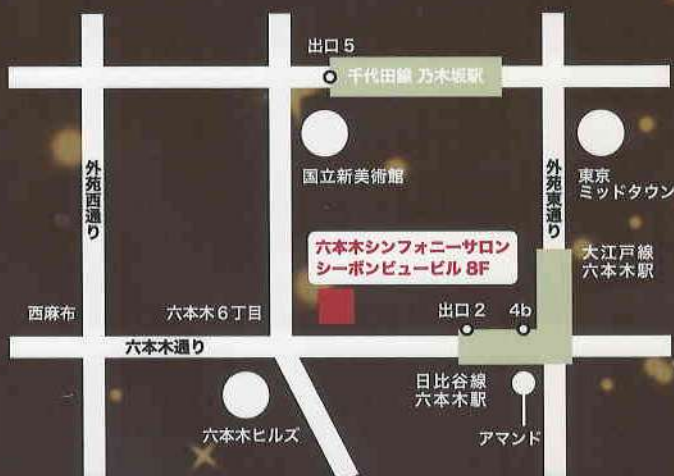 出口 5
千代田線 乃木坂駅
国立新美術館
外苑西通り
外苑東通り
東京
ミッドタウン
六本木シンフォニーサロン
シーボンビュービル 8F
大江戸線
六本木駅
西麻布
六本木6丁目
出口 2
4b
六本木通り
日比谷線
六本木駅
六本木ヒルズ
アマンド